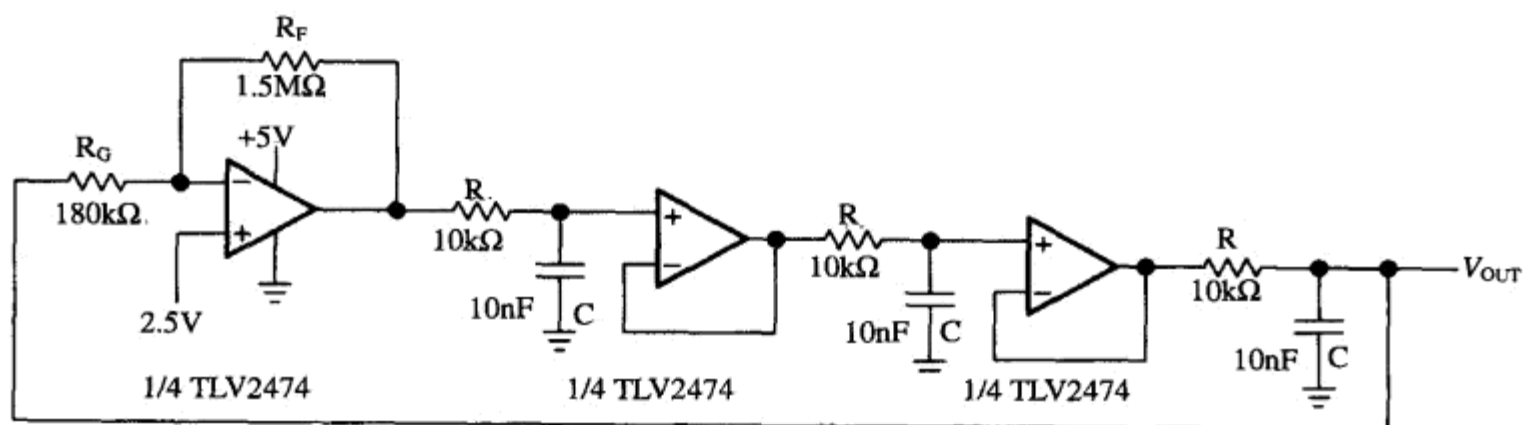 R_F
1.5MΩ
+5V
R_G
180kΩ
−
+
2.5V
1/4 TLV2474
R
10kΩ
10nF
C
+
−
1/4 TLV2474
R
10kΩ
10nF
C
+
−
1/4 TLV2474
R
10kΩ
10nF
C
V_OUT